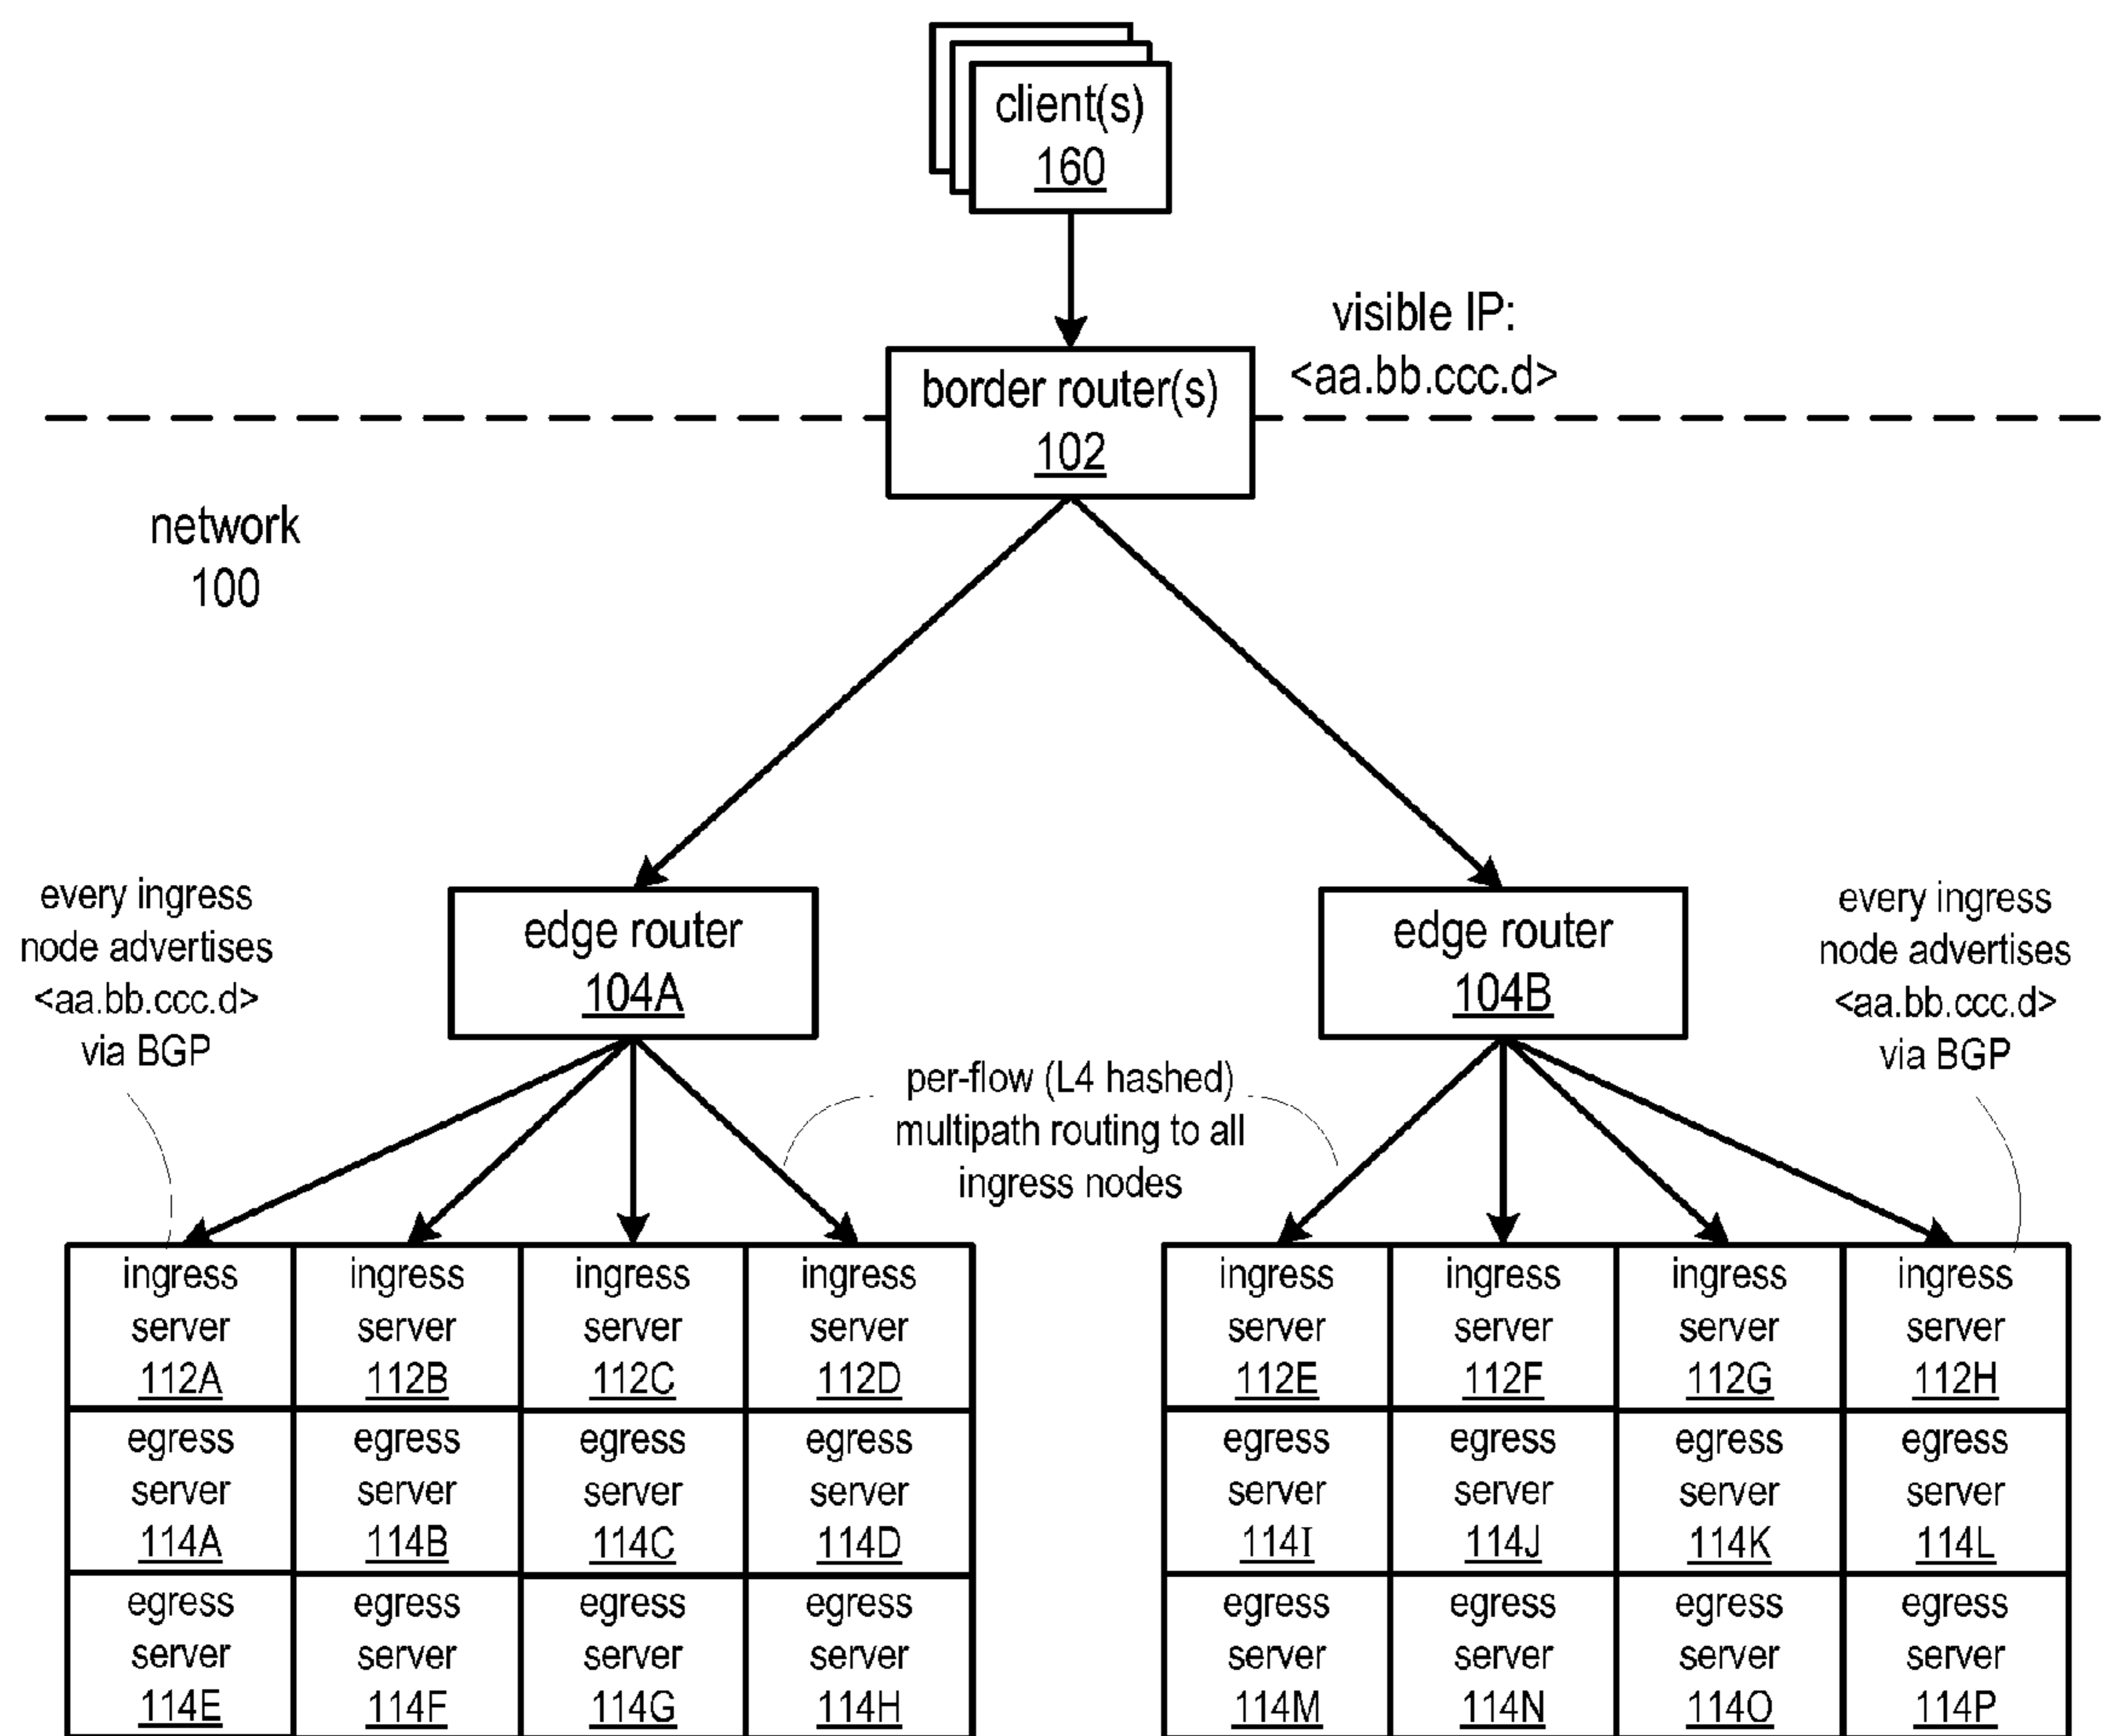 client(s)
160
visible IP:
<aa.bb.ccc.d>
border router(s)
102
network
100
every ingress
node advertises
<aa.bb.ccc.d>
via BGP
edge router
104A
edge router
104B
every ingress
node advertises
<aa.bb.ccc.d>
via BGP
per-flow (L4 hashed)
multipath routing to all
ingress nodes
ingress
server
112A
ingress
server
112B
ingress
server
112C
ingress
server
112D
ingress
server
112E
ingress
server
112F
ingress
server
112G
ingress
server
112H
egress
server
114A
egress
server
114B
egress
server
114C
egress
server
114D
egress
server
114I
egress
server
114J
egress
server
114K
egress
server
114L
egress
server
114E
egress
server
114F
egress
server
114G
egress
server
114H
egress
server
114M
egress
server
114N
egress
server
114O
egress
server
114P